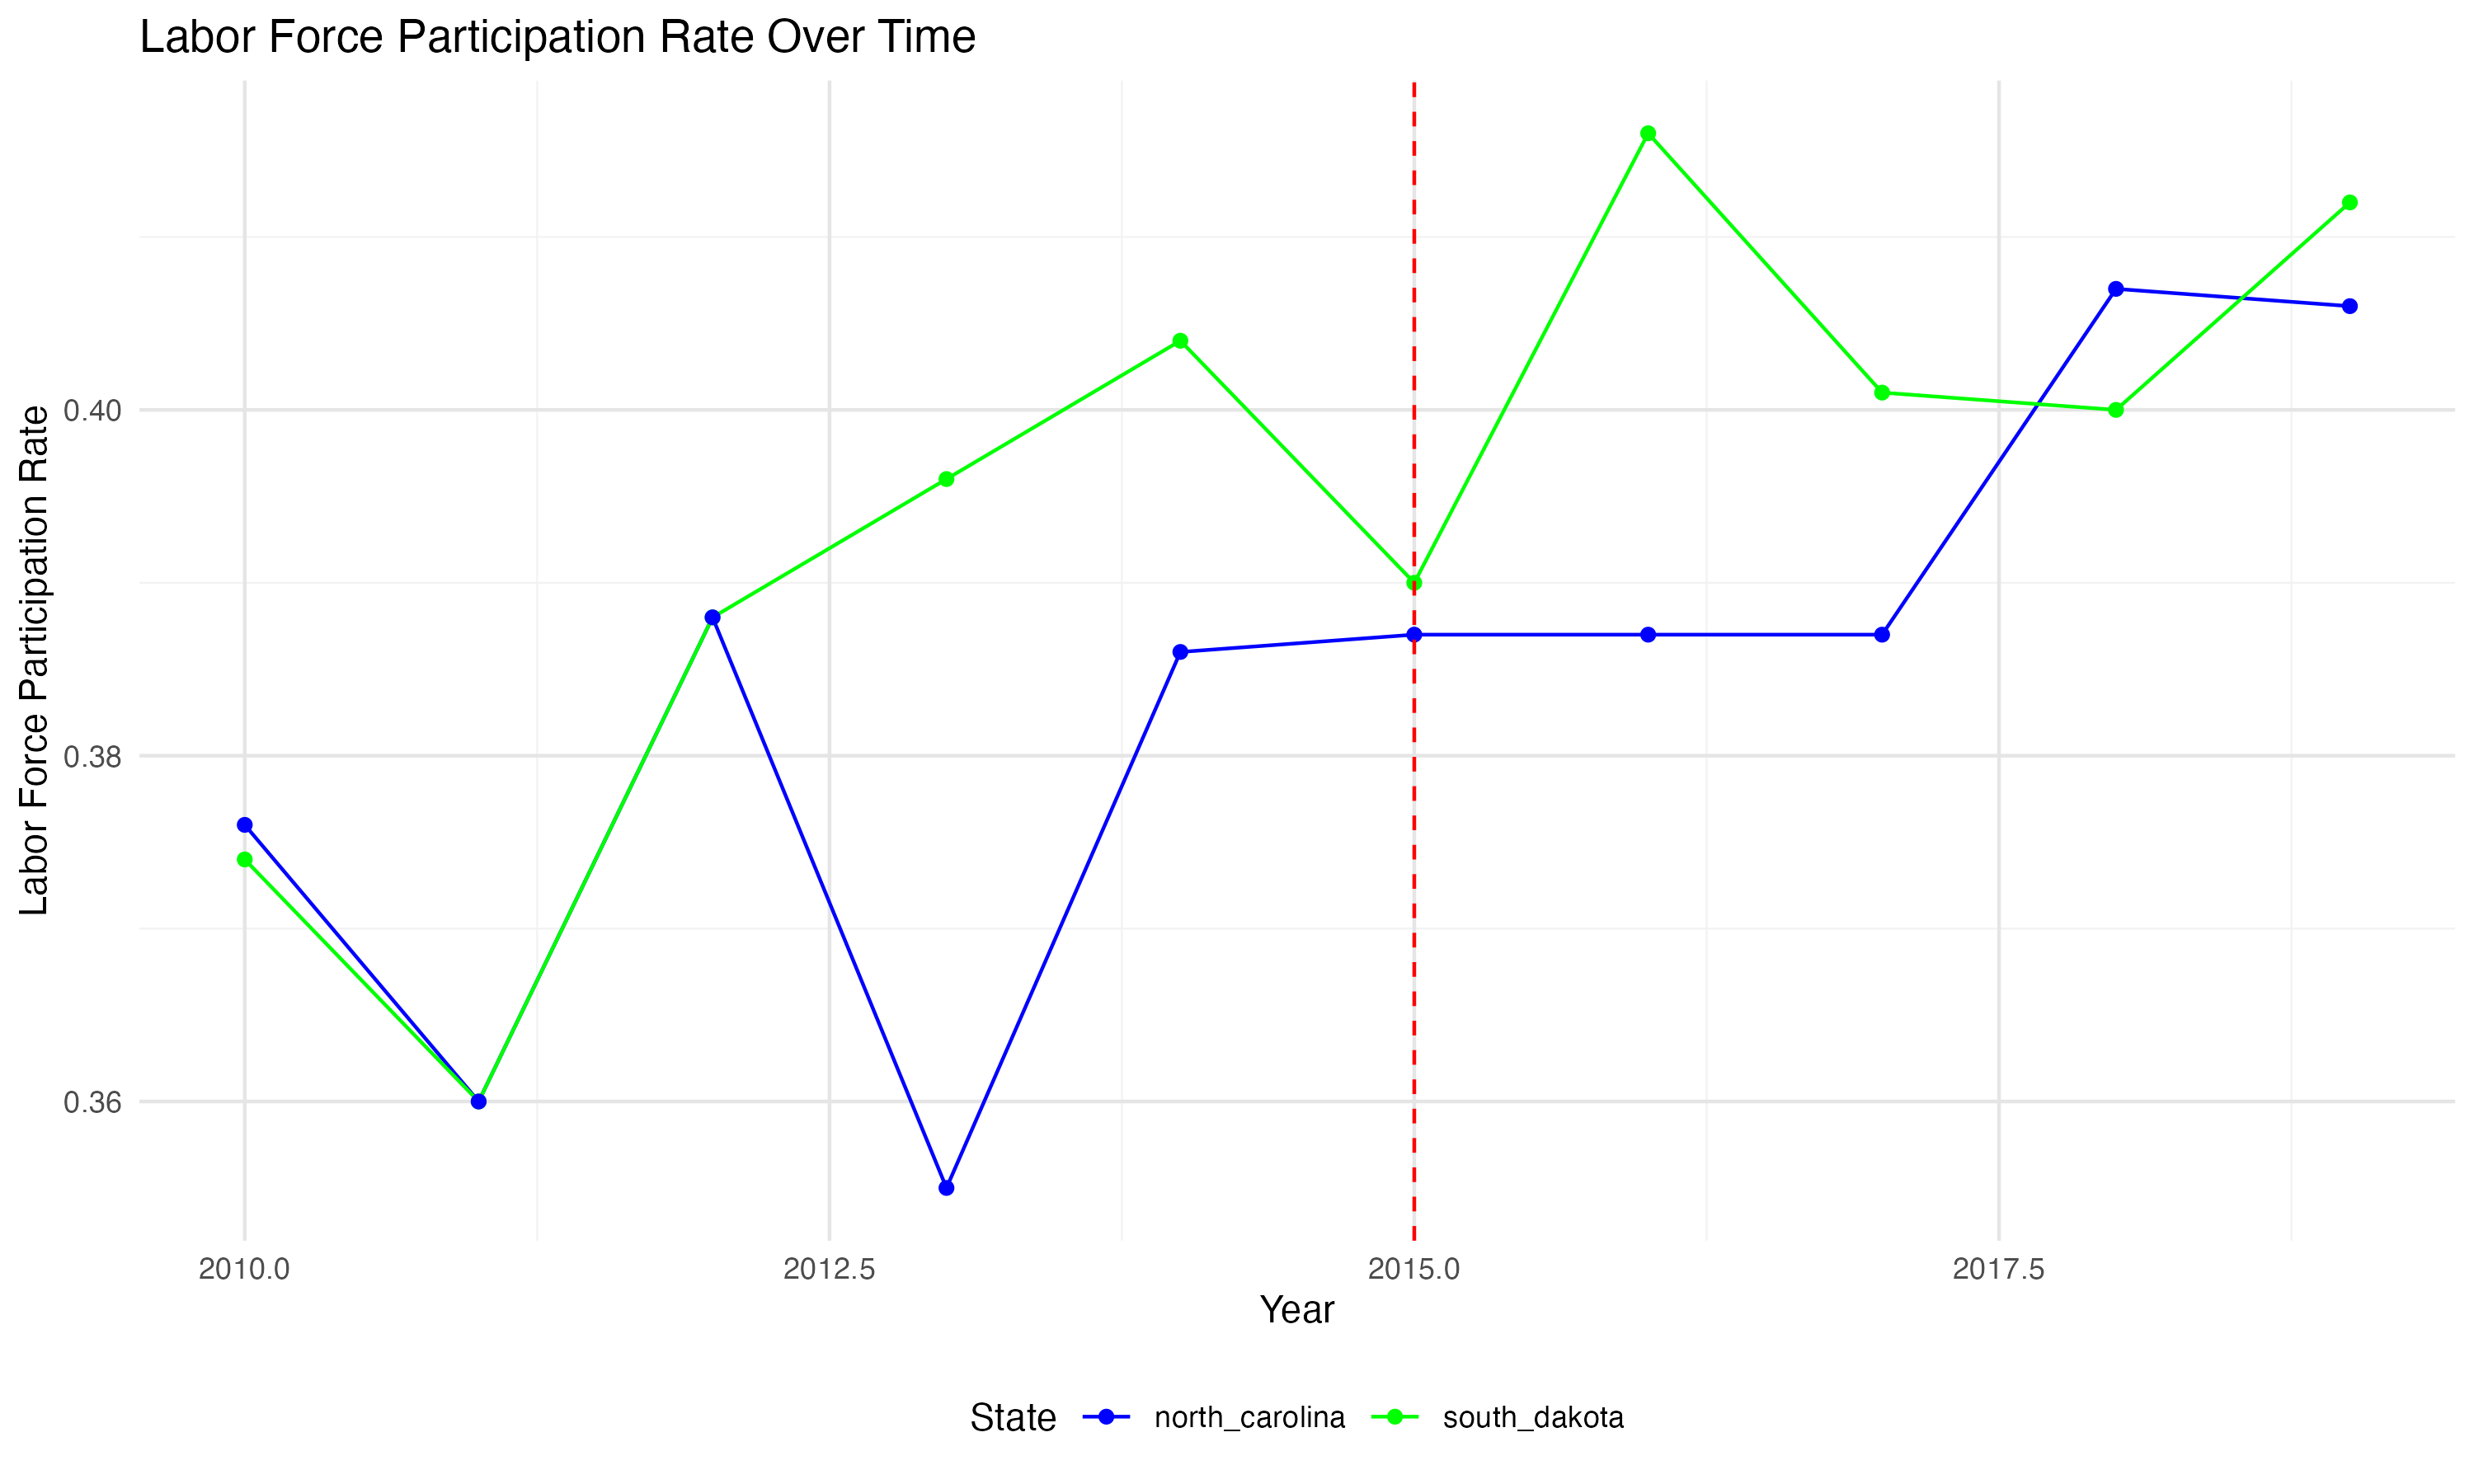 Labor Force Participation Rate Over Time
Labor Force Participation Rate
0.40
0.38
0.36
2010.0
2012.5
2015.0
2017.5
Year
State
north_carolina
south_dakota